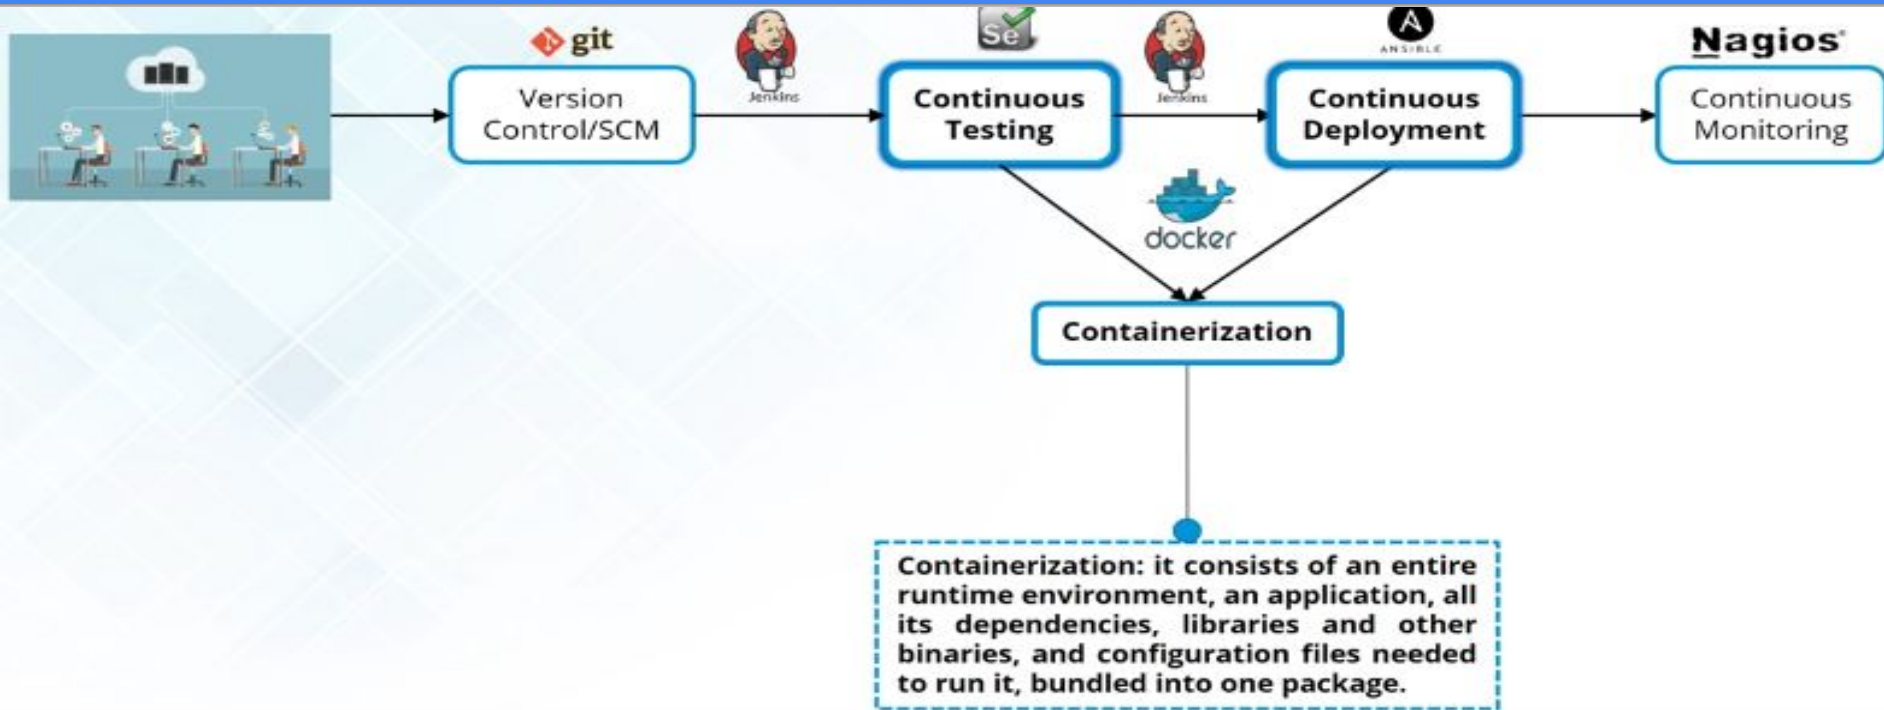 git
Jenkins
Se
Jenkins
ANSIBLE
Nagios®
Version
Control/SCM
Continuous
Testing
Continuous
Deployment
Continuous
Monitoring
docker
Containerization
Containerization: it consists of an entire
runtime environment, an application, all
its dependencies, libraries and other
binaries, and configuration files needed
to run it, bundled into one package.